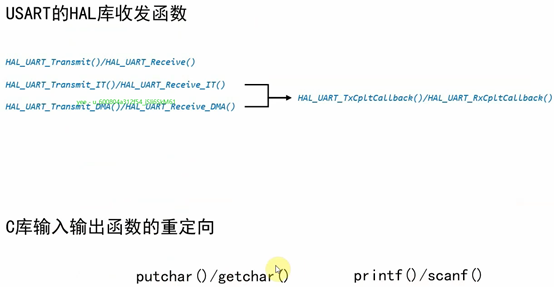 USART的HAL库收发函数
HAL_UART_Transmit()/HAL_UART_Receive()
HAL_UART_Transmit_IT()/HAL_UART_Receive_IT()
HAL_UART_Transmit_DMA()/HAL_UART_Receive_DMA()
HAL_UART_TxCpltCallback()/HAL_UART_RxCpltCallback()
C库输入输出函数的重定向
putchar()/getchar() printf()/scanf()